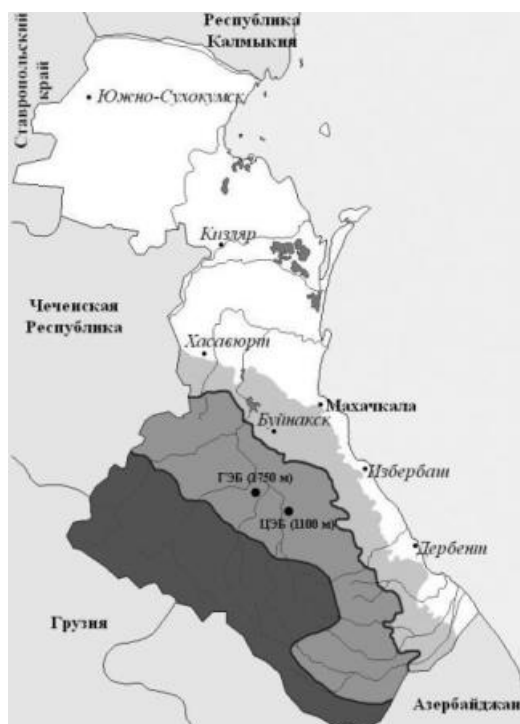 Республика
Калмыкия
Ставропольский
край
Южно-Сухокумск
Кизляр
Чеченская
Республика
Хасавюрт
Махачкала
Буйнакск
Избербаш
ГЭБ (1750 м)
ЦЭБ (1100 м)
Дербент
Грузия
Азербайджан